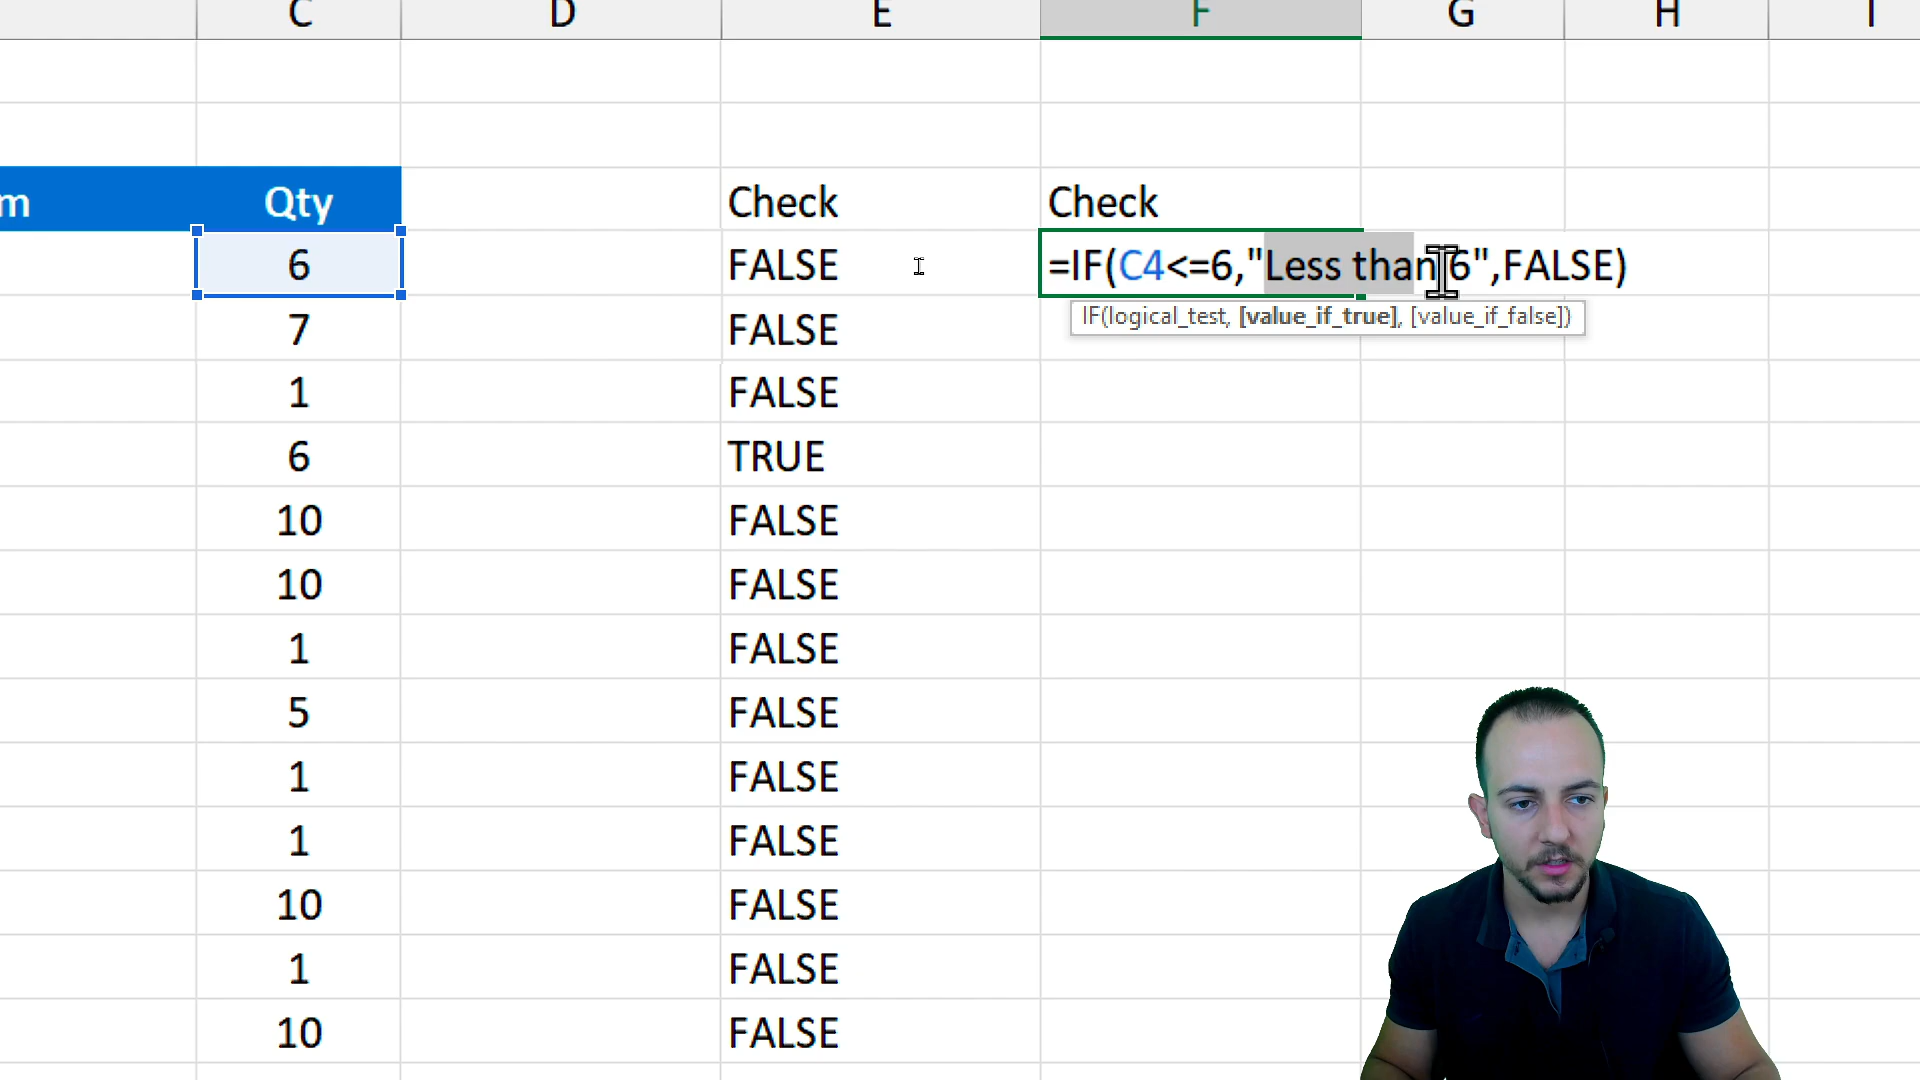 C D E F G H I
m Qty Check Check
6 FALSE =IF(C4<=6,"Less than 6",FALSE)
IF(logical_test, [value_if_true], [value_if_false])
7 FALSE
1 FALSE
6 TRUE
10 FALSE
10 FALSE
1 FALSE
5 FALSE
1 FALSE
1 FALSE
10 FALSE
1 FALSE
10 FALSE